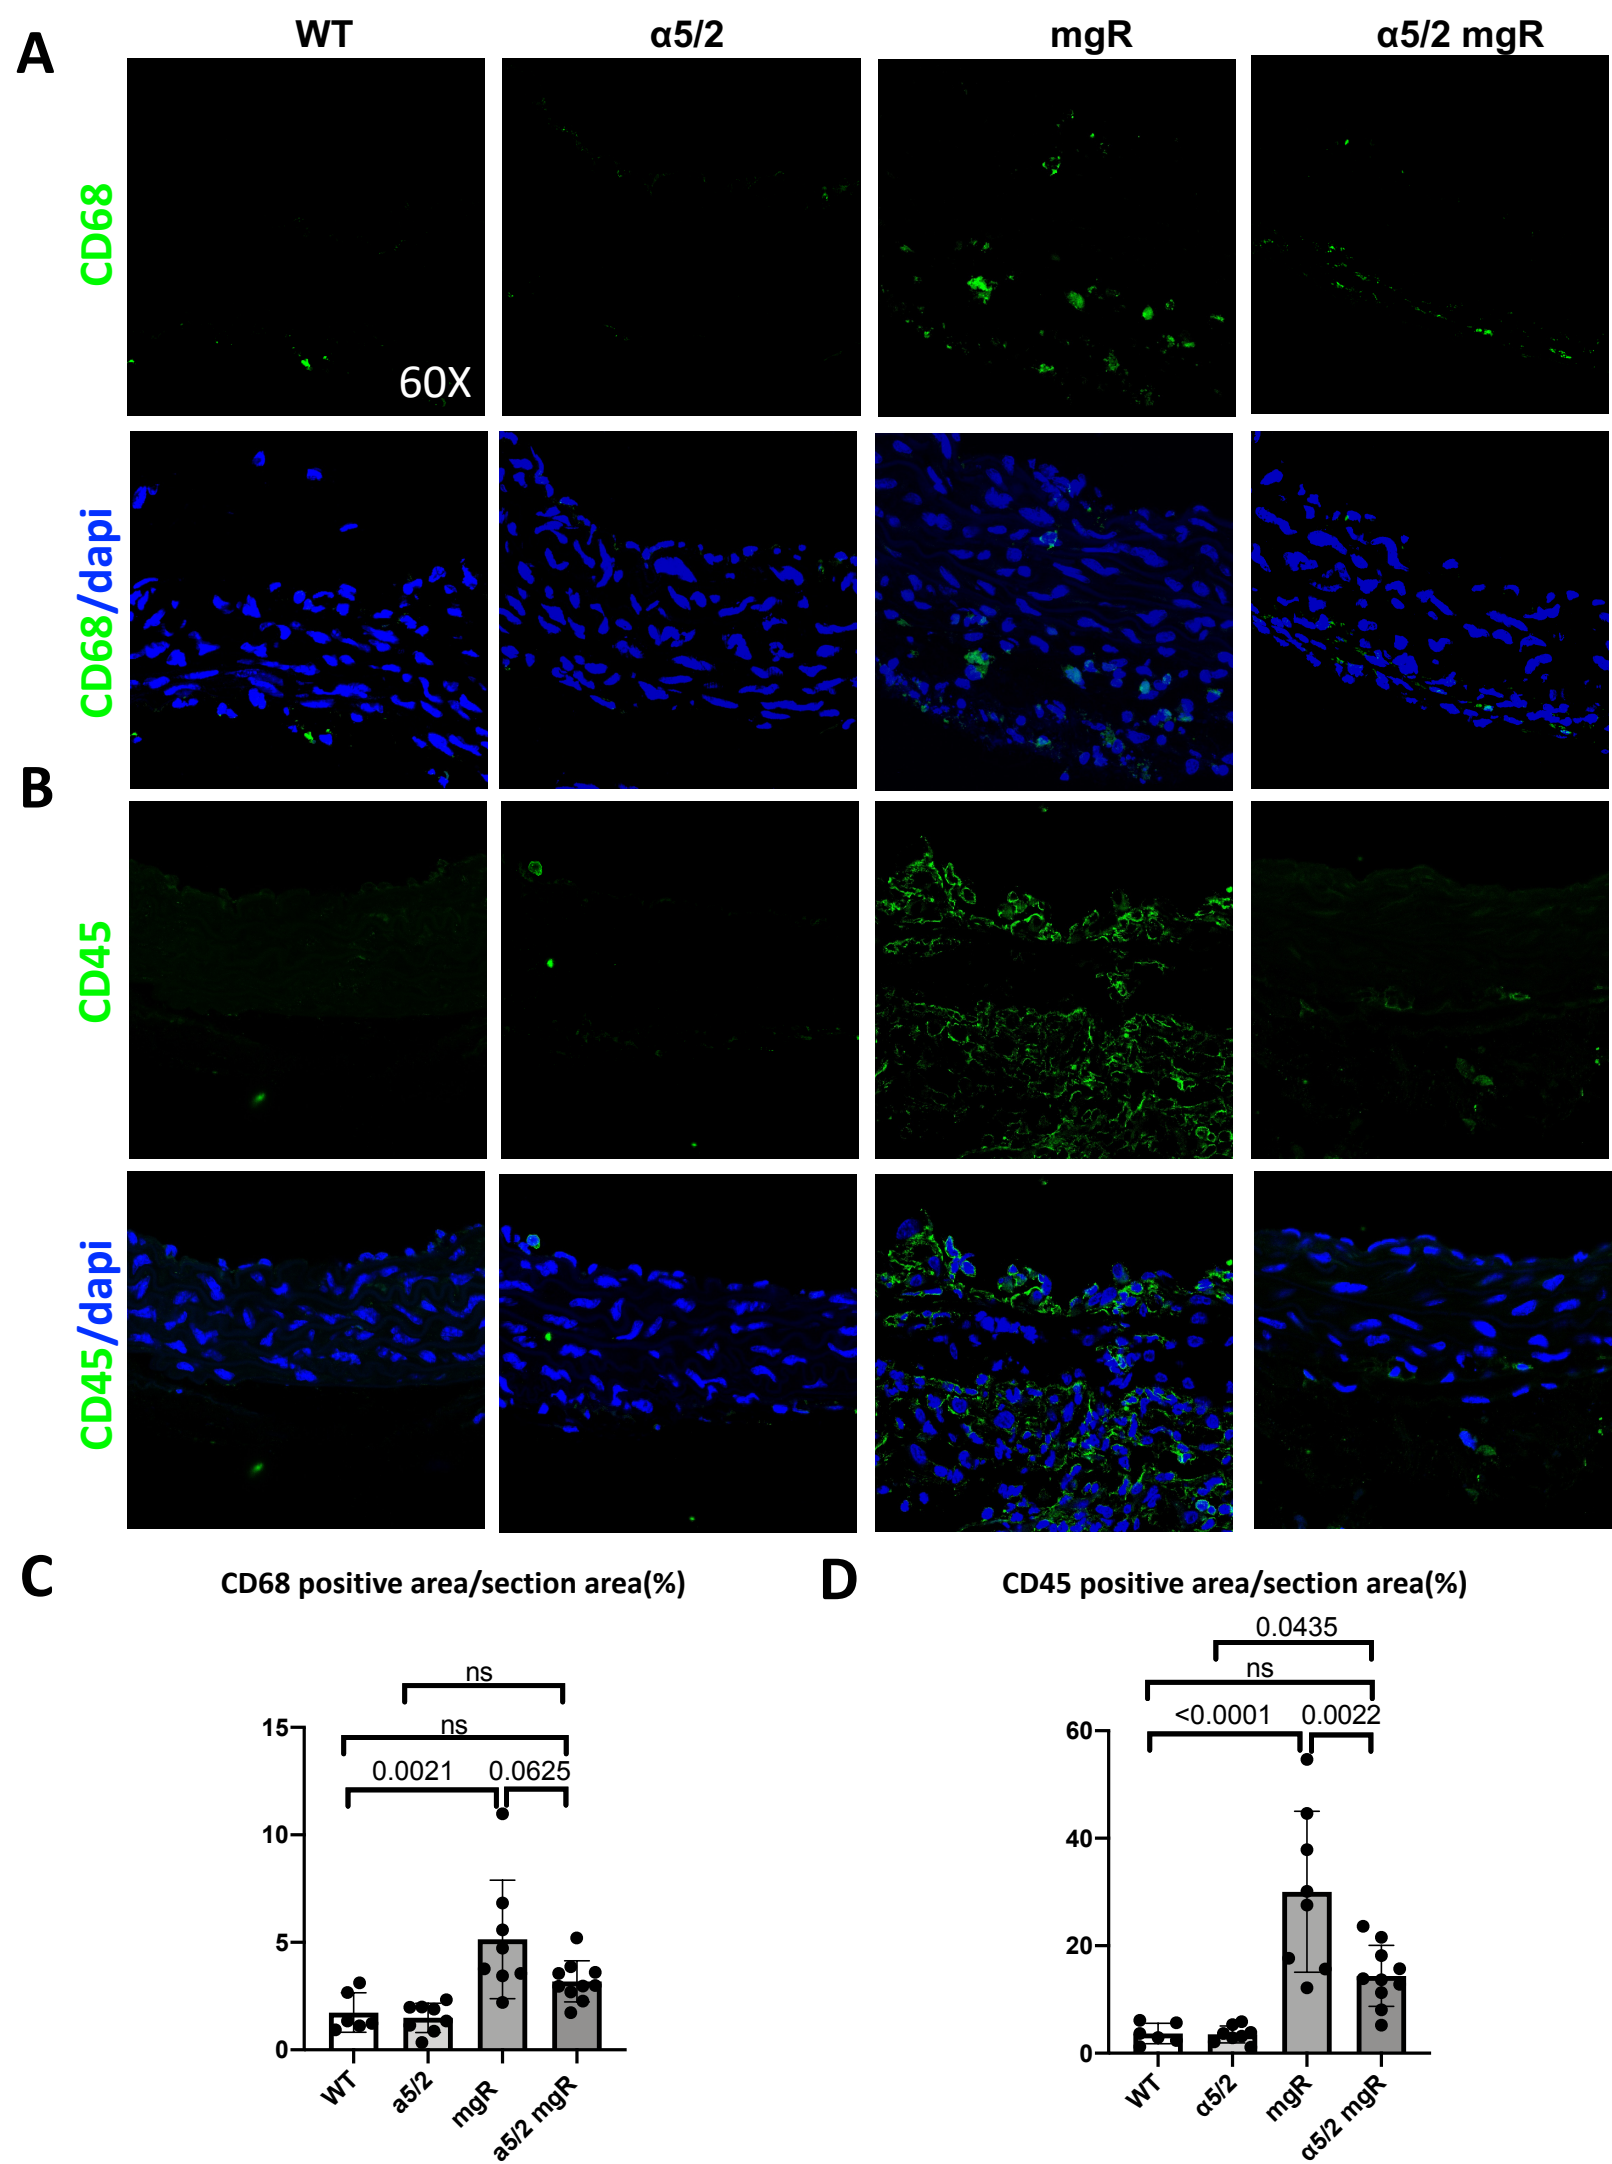 A
WT
α5/2
mgR
α5/2 mgR
CD68
60X
CD68/dapi
B
CD45
CD45/dapi
C
CD68 positive area/section area(%)
ns
ns
0.0021
0.0625
15
10
5
0
WT
a5/2
mgR
a5/2 mgR
D
CD45 positive area/section area(%)
0.0435
ns
<0.0001
0.0022
60
40
20
0
WT
α5/2
mgR
α5/2 mgR